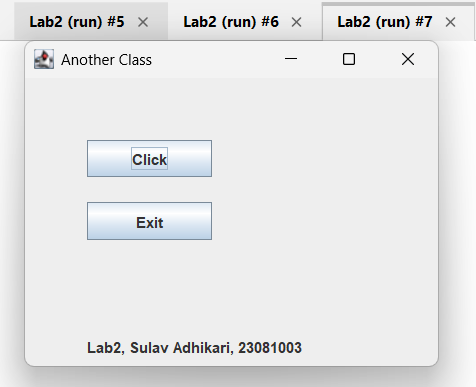 Lab2 (run) #5 Lab2 (run) #6 Lab2 (run) #7
Another Class
Click
Exit
Lab2, Sulav Adhikari, 23081003